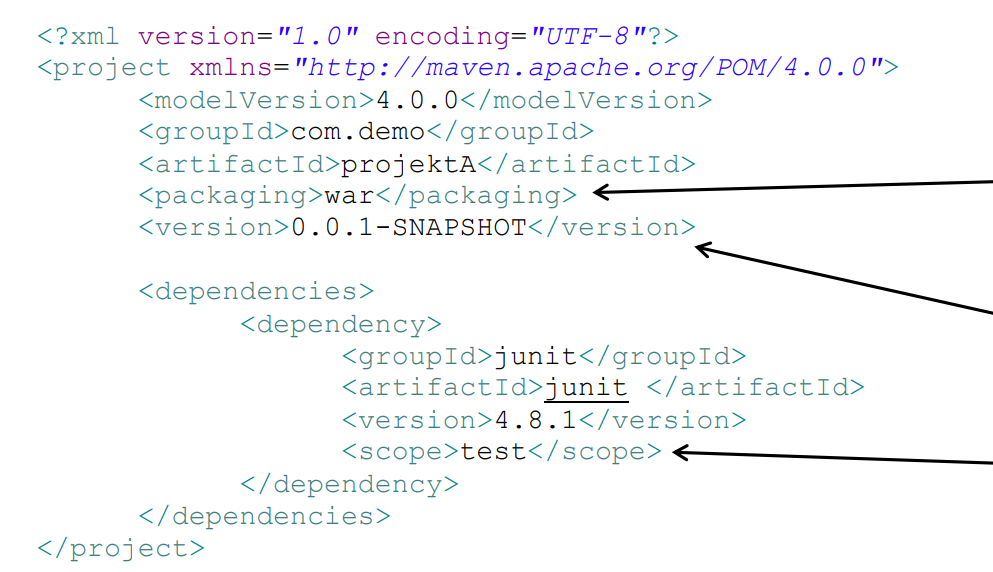 <?xml version="1.0" encoding="UTF-8"?>
<project xmlns="http://maven.apache.org/POM/4.0.0">
<modelVersion>4.0.0</modelVersion>
<groupId>com.demo</groupId>
<artifactId>projektA</artifactId>
<packaging>war</packaging>
<version>0.0.1-SNAPSHOT</version>
<dependencies>
<dependency>
<groupId>junit</groupId>
<artifactId>junit </artifactId>
<version>4.8.1</version>
<scope>test</scope>
</dependency>
</dependencies>
</project>